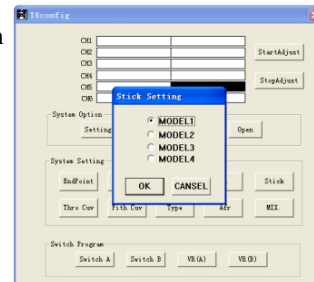 T6config
CH1
CH2
StartAdjust
CH3
CH4
StopAdjust
CH5
CH6
Stick Setting
System Option
Setting
Open
MODEL1
MODEL2
MODEL3
MODEL4
System Setting
EndPoint
Stick
OK
CANSEL
Thro Cuv
Pith Cuv
Type
Afr
MIX.
Switch Program
Switch A
Switch B
VR(A)
VR(B)